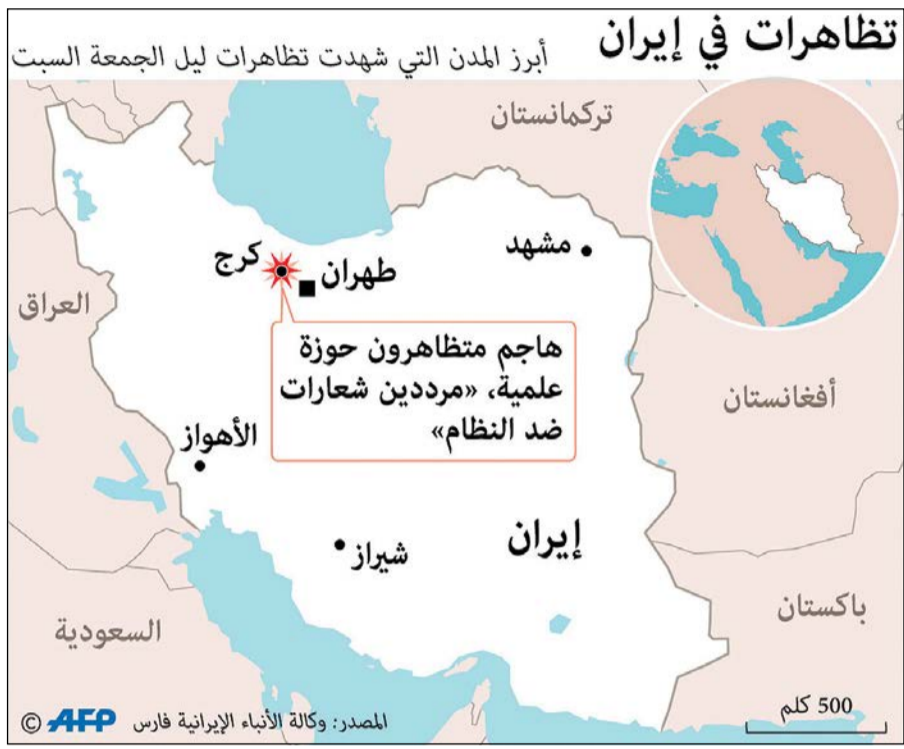 تظاهرات في إيران
أبرز المدن التي شهدت تظاهرات ليل الجمعة السبت
تركمانستان
مشهد
كرج
طهران
العراق
هاجم متظاهرون حوزة
علمية، «مرددين شعارات
ضد النظام»
أفغانستان
الأهواز
إيران
شيراز
باكستان
السعودية
500 كلم
المصدر: وكالة الأنباء الإيرانية فارس
AFP ©